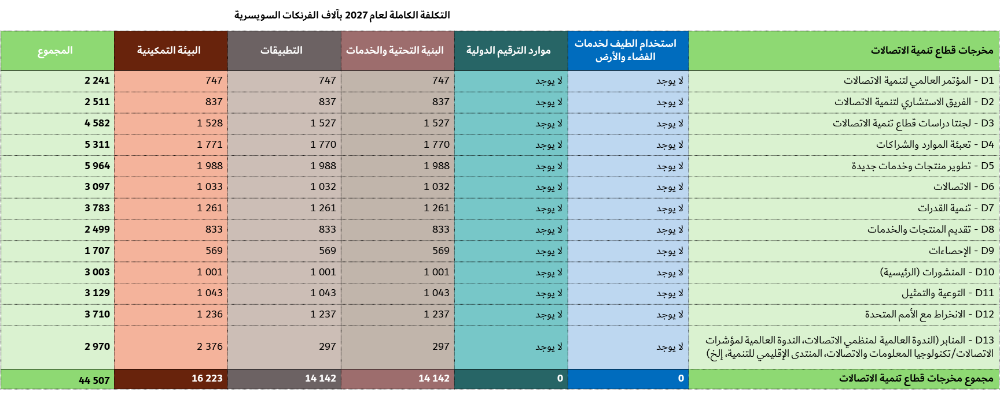 التكلفة الكاملة لعام 2027 بآلاف الفرنكات السويسرية
مخرجات قطاع تنمية الاتصالات استخدام الطيف لخدمات الفضاء والأرض موارد الترقيم الدولية البنية التحتية والخدمات التطبيقات البيئة التمكينية المجموع
D1 - المؤتمر العالمي لتنمية الاتصالات لا يوجد لا يوجد 747 747 747 2 241
D2 - الفريق الاستشاري لتنمية الاتصالات لا يوجد لا يوجد 837 837 837 2 511
D3 - لجنتا دراسات قطاع تنمية الاتصالات لا يوجد لا يوجد 1 527 1 527 1 528 4 582
D4 - تعبئة الموارد والشراكات لا يوجد لا يوجد 1 770 1 770 1 771 5 311
D5 - تطوير منتجات وخدمات جديدة لا يوجد لا يوجد 1 988 1 988 1 988 5 964
D6 - الاتصالات لا يوجد لا يوجد 1 032 1 032 1 033 3 097
D7 - تنمية القدرات لا يوجد لا يوجد 1 261 1 261 1 261 3 783
D8 - تقديم المنتجات والخدمات لا يوجد لا يوجد 833 833 833 2 499
D9 - الإحصاءات لا يوجد لا يوجد 569 569 569 1 707
D10 - المنشورات (الرئيسية) لا يوجد لا يوجد 1 001 1 001 1 001 3 003
D11 - التوعية والتمثيل لا يوجد لا يوجد 1 043 1 043 1 043 3 129
D12 - الانخراط مع الأمم المتحدة لا يوجد لا يوجد 1 237 1 237 1 236 3 710
D13 - المنابر (الندوة العالمية لمنظمي الاتصالات، الندوة العالمية لمؤشرات
الاتصالات/تكنولوجيا المعلومات والاتصالات، المنتدى الإقليمي للتنمية، إلخ) لا يوجد لا يوجد 297 297 2 376 2 970
مجموع مخرجات قطاع تنمية الاتصالات 0 0 14 142 14 142 16 223 44 507